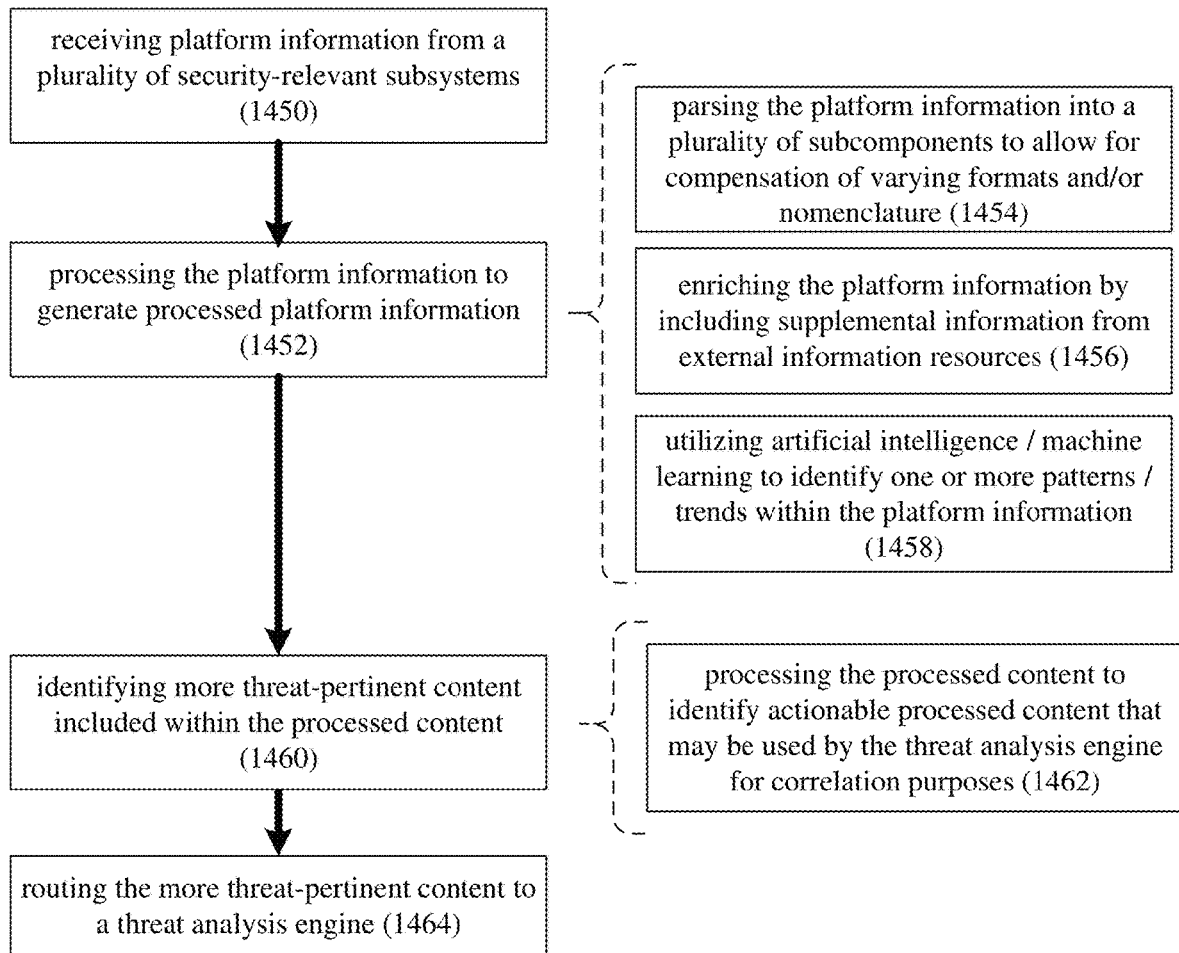 receiving platform information from a
plurality of security-relevant subsystems
(1450)
processing the platform information to
generate processed platform information
(1452)
parsing the platform information into a
plurality of subcomponents to allow for
compensation of varying formats and/or
nomenclature (1454)
enriching the platform information by
including supplemental information from
external information resources (1456)
utilizing artificial intelligence / machine
learning to identify one or more patterns /
trends within the platform information
(1458)
identifying more threat-pertinent content
included within the processed content
(1460)
processing the processed content to
identify actionable processed content that
may be used by the threat analysis engine
for correlation purposes (1462)
routing the more threat-pertinent content to
a threat analysis engine (1464)